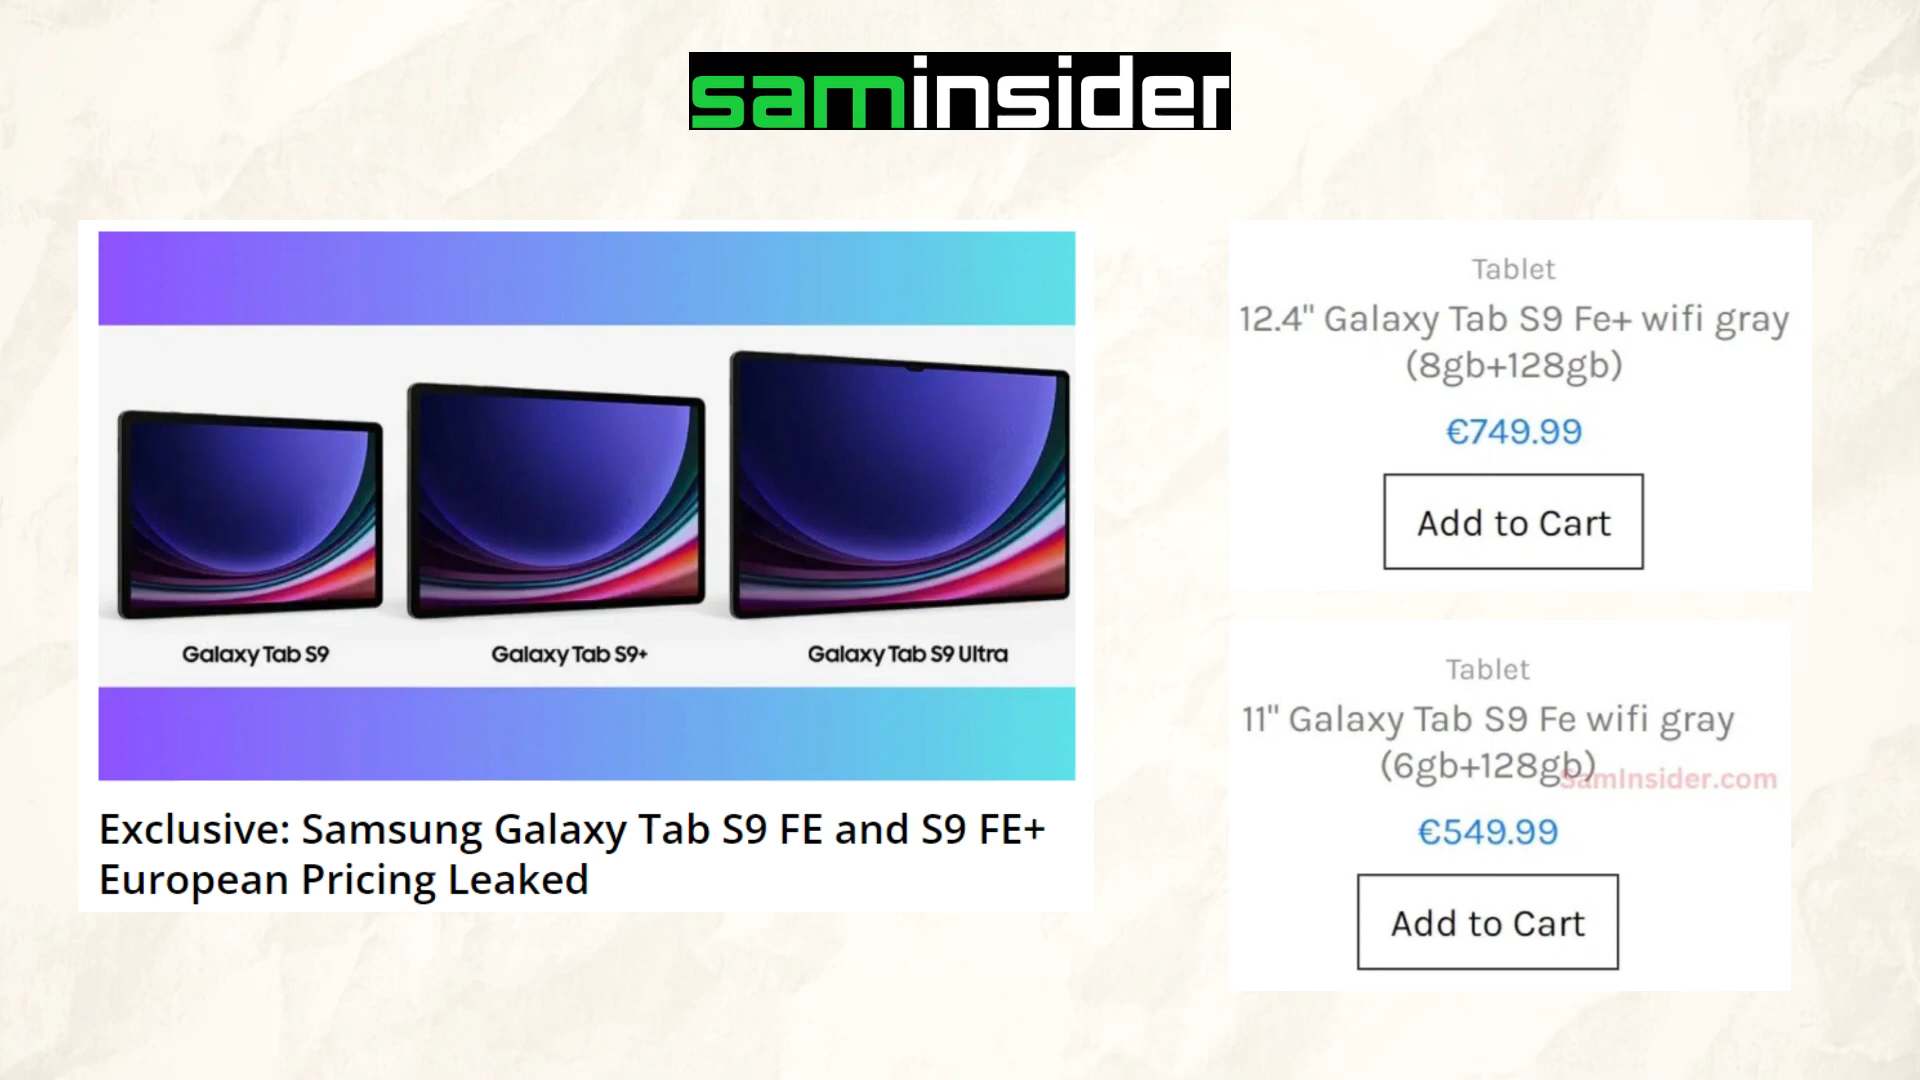 saminsider
Galaxy Tab S9
Galaxy Tab S9+
Galaxy Tab S9 Ultra
Exclusive: Samsung Galaxy Tab S9 FE and S9 FE+
European Pricing Leaked
Tablet
12.4" Galaxy Tab S9 Fe+ wifi gray
(8gb+128gb)
€749.99
Add to Cart
Tablet
11" Galaxy Tab S9 Fe wifi gray
(6gb+128gb)
SamInsider.com
€549.99
Add to Cart